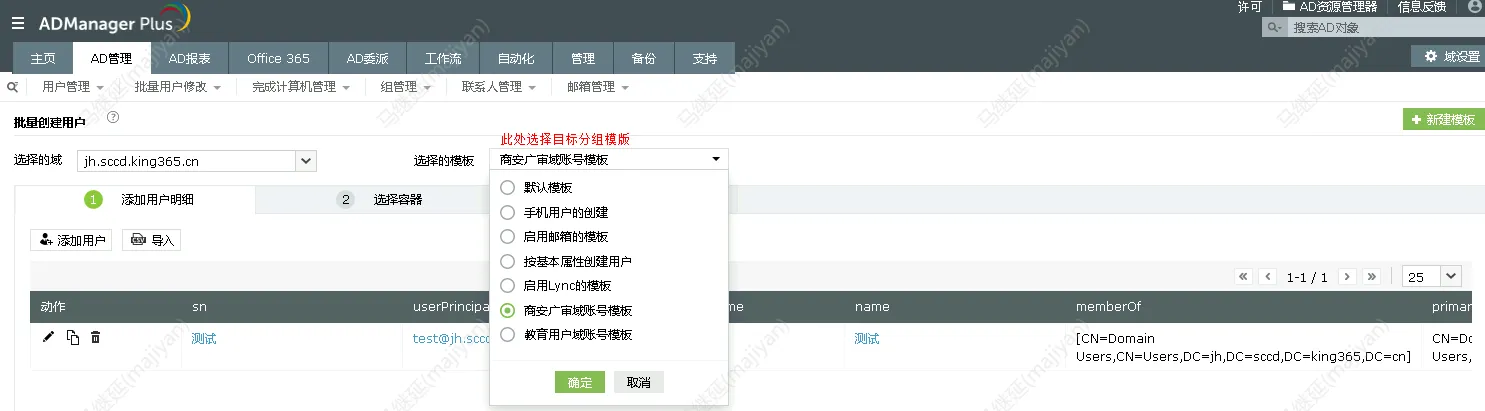 许可 AD资源管理器 信息反馈
ADManager Plus
搜索AD对象
主页 AD管理 AD报表 Office 365 AD委派 工作流 自动化 管理 备份 支持 域设置
用户管理 批量用户修改 完成计算机管理 组管理 联系人管理 邮箱管理
批量创建用户 ?
新建模板
此处选择目标分组模版
选择的域 jh.sccd.king365.cn 选择的模板 商安广审域账号模板
1 添加用户明细 2 选择容器
默认模板
手机用户的创建
启用邮箱的模板
按基本属性创建用户
启用Lync的模板
商安广审域账号模板
教育用户域账号模板
确定 取消
添加用户 导入
1-1 / 1 25
动作 sn userPrincipa me name memberOf primar
测试 test@jh.sccd 测试 [CN=Domain Users,CN=Users,DC=jh,DC=sccd,DC=king365,DC=cn] [CN=Do Users,
马继延(majiyan)